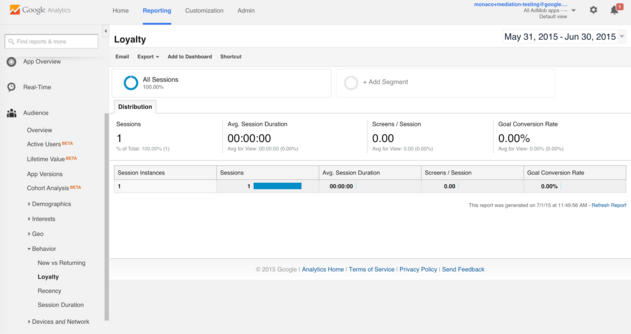 Google Analytics
Home Reporting Customization Admin
monaco+mediation-testing@google....
All AdMob apps
Default view
Find reports & more
App Overview
Real-Time
Audience
Overview
Active Users BETA
Lifetime Value BETA
App Versions
Cohort Analysis BETA
Demographics
Interests
Geo
Behavior
New vs Returning
Loyalty
Recency
Session Duration
Devices and Network
Loyalty
May 31, 2015 - Jun 30, 2015
Email Export Add to Dashboard Shortcut
All Sessions
100.00%
+ Add Segment
Distribution
Sessions
1
% of Total: 100.00% (1)
Avg. Session Duration
00:00:00
Avg for View: 00:00:00 (0.00%)
Screens / Session
0.00
Avg for View: 0.00 (0.00%)
Goal Conversion Rate
0.00%
Avg for View: 0.00% (0.00%)
Session Instances Sessions Avg. Session Duration Screens / Session Goal Conversion Rate
1 1 00:00:00 0.00 0.00%
This report was generated on 7/1/15 at 11:49:56 AM - Refresh Report
© 2015 Google | Analytics Home | Terms of Service | Privacy Policy | Send Feedback